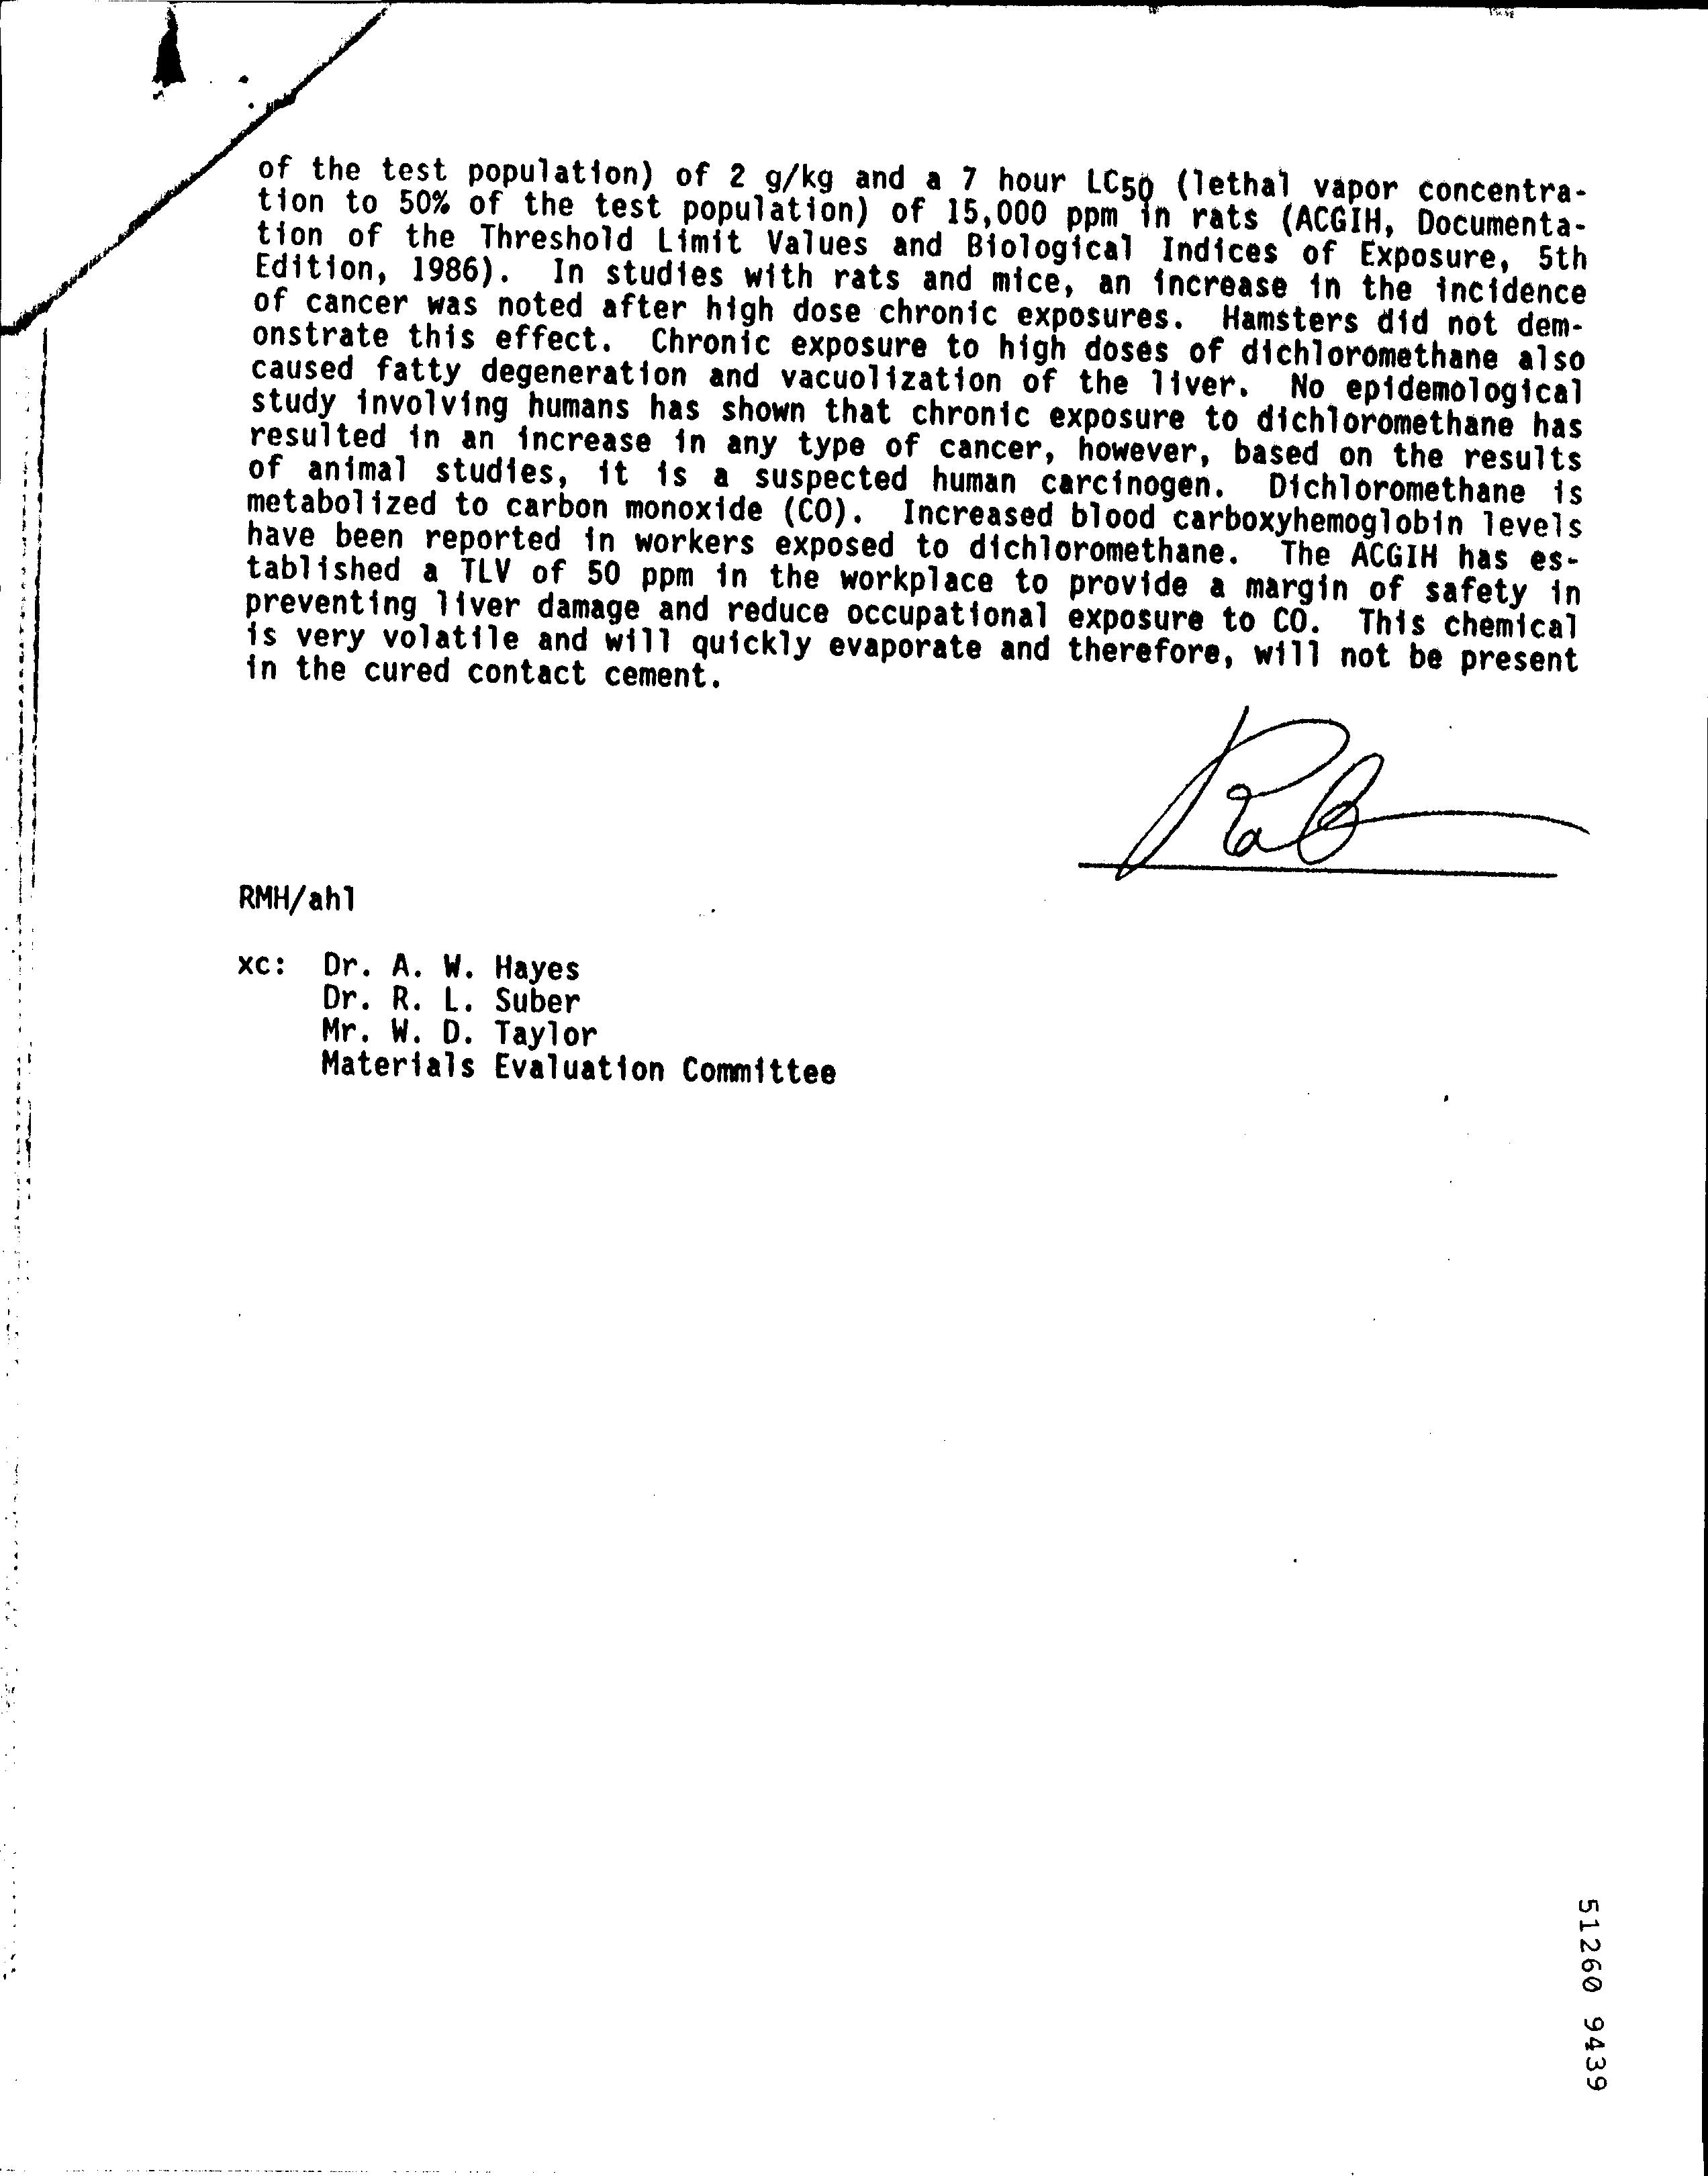 of the test population) of 2 g/kg and a 7 hour LC50 (lethal vapor concentra-
tion to 50% of the test population) of 15,000 ppm in rats (ACGIH, Documenta-
tion of the Threshold Limit Values and Biological Indices of Exposure, 5th
Edition, 1986). In studies with rats and mice, an increase in the incidence
of cancer was noted after high dose chronic exposures. Hamsters did not dem-
onstrate this effect. Chronic exposure to high doses of dichloromethane also
caused fatty degeneration and vacuolization of the liver. No epidemological
study involving humans has shown that chronic exposure to dichloromethane has
resulted in an increase in any type of cancer, however, based on the results
of animal studies, it is a suspected human carcinogen. Dichloromethane is
metabolized to carbon monoxide (CO). Increased blood carboxyhemoglobin levels
have been reported in workers exposed to dichloromethane. The ACGIH has es-
tablished a TLV of 50 ppm in the workplace to provide a margin of safety in
preventing liver damage and reduce occupational exposure to CO. This chemical
is very volatile and will quickly evaporate and therefore, will not be present
in the cured contact cement.
RMH/ahl
xc: Dr. A. W. Hayes
Dr. R. L. Suber
Mr. W. D. Taylor
Materials Evaluation Committee
51260 9439